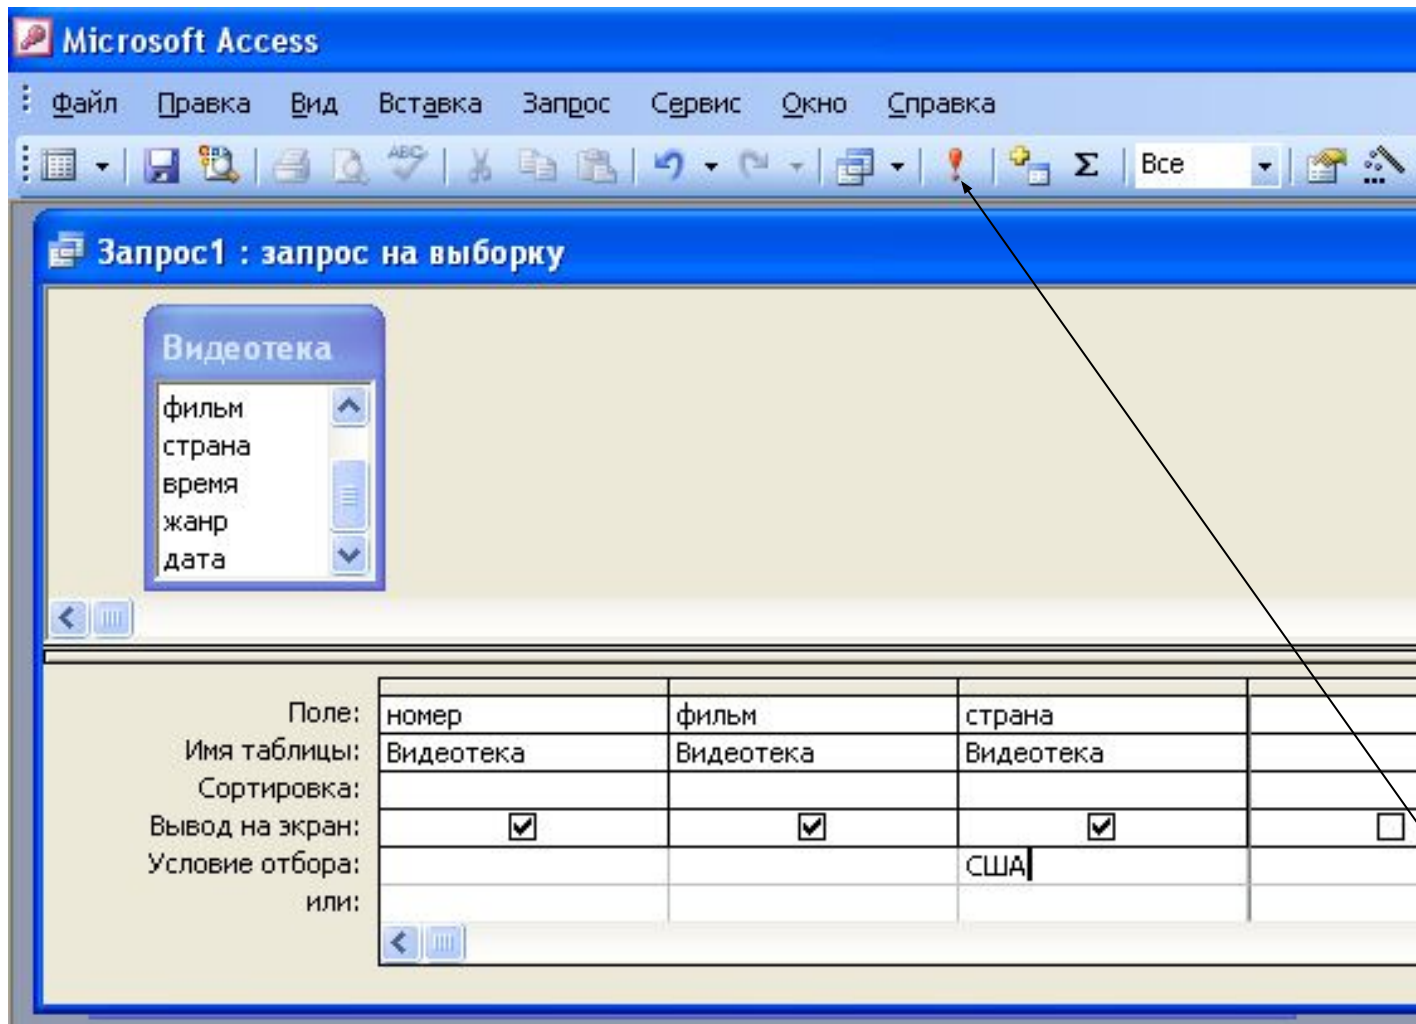 Microsoft Access
Файл Правка Вид Вставка Запрос Сервис Окно Справка
ABC Σ Все
Запрос1 : запрос на выборку
Видеотека
фильм
страна
время
жанр
дата
Поле: номер фильм страна
Имя таблицы: Видеотека Видеотека Видеотека
Сортировка:
Вывод на экран:
Условие отбора: США
или: